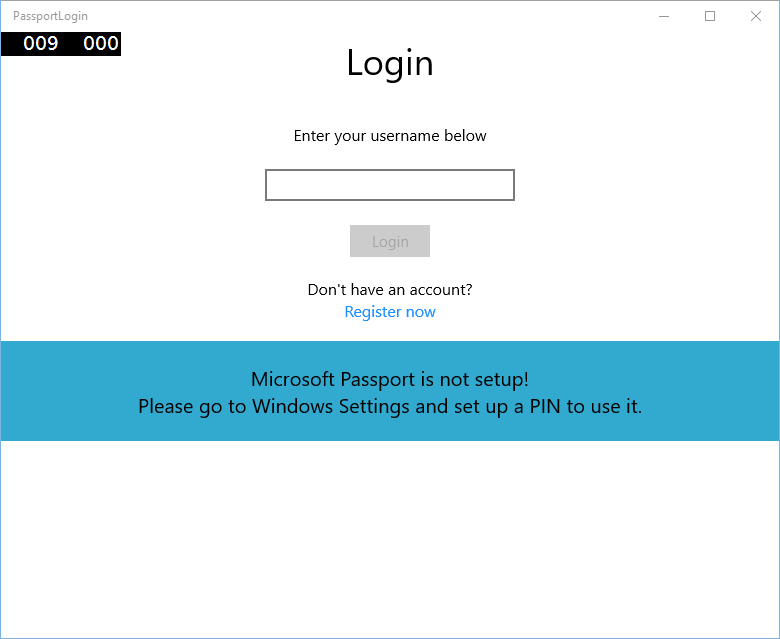 PassportLogin
009 000
Login
Enter your username below
Login
Don't have an account?
Register now
Microsoft Passport is not setup!
Please go to Windows Settings and set up a PIN to use it.